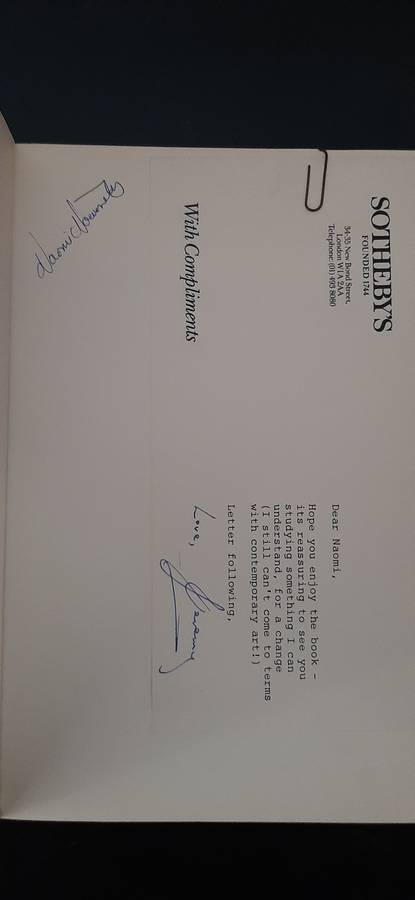 SOTHEBY'S
FOUNDED 1744
34-35 New Bond Street,
London W1A 2AA
Telephone: (01) 493 8080
With Compliments
Dear Naomi,
Hope you enjoy the book -
its reassuring to see you
studying something I can
understand, for a change
(I still can't come to terms
with contemporary art!)
Letter following,
Love, Jeremy
Naomi